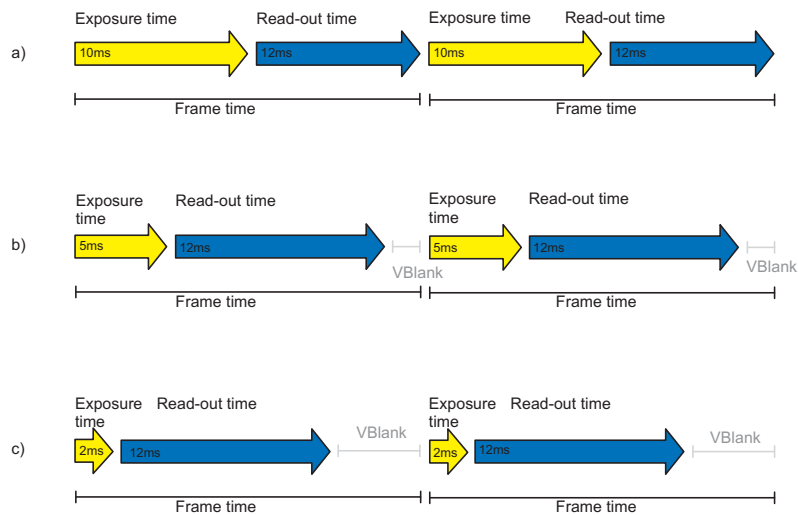 Exposure time Read-out time Exposure time Read-out time
a) 10ms 12ms 10ms 12ms
Frame time Frame time
Exposure time Read-out time Exposure time Read-out time
b) 5ms 12ms 5ms 12ms
VBlank VBlank
Frame time Frame time
Exposure time Read-out time Exposure time Read-out time
VBlank VBlank
c) 2ms 12ms 2ms 12ms
Frame time Frame time